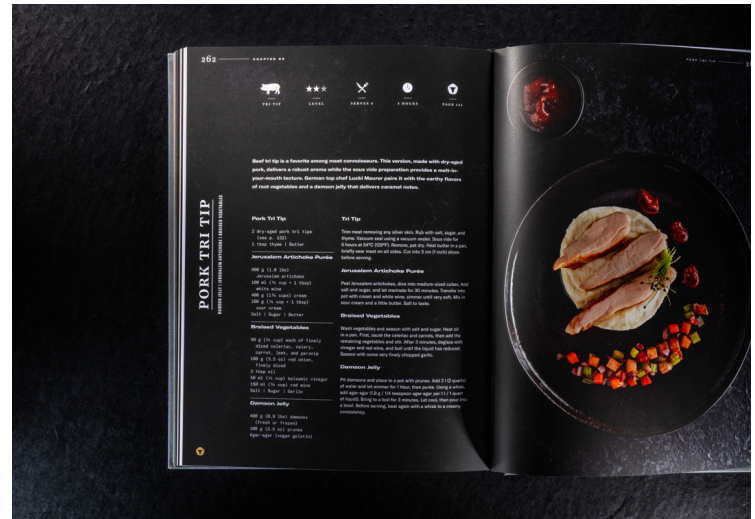 262
CHAPTER
TRI TIP
LEVEL
SERVES 4
HOURS
PAGE
PORK TRI TIP
DAMSON JELLY | JERUSALEM ARTICHOKE | BRAISED VEGETABLES
Beef tri tip is a favorite among meat connoisseurs. This version, made with dry-aged
pork, delivers a robust aroma while the sous vide preparation provides a melt-in-
your-mouth texture. German top chef Lucki Maurer pairs it with the earthy flavors
of root vegetables and a damson jelly that delivers caramel notes.
Pork Tri Tip
2 dry-aged pork tri tips
(see p. 132)
1 tbsp thyme | Butter
Jerusalem Artichoke Purée
Jerusalem artichoke
100 ml (⅓ cup + 1 tbsp)
white wine
400 g (1⅔ cups) cream
100 g (⅓ cup + 1 tbsp)
sour cream
Salt | Sugar | Butter
Braised Vegetables
50 g (⅓ cup) each of finely
diced celeriac, celery,
carrot, leek, and parsnip
100 g (3.5 oz) red onion,
finely diced
tbsp oil
50 ml (¼ cup) balsamic vinegar
150 ml (⅔ cup) red wine
Salt | Sugar | Garlic
Damson Jelly
400 g (0.9 lbs) damsons
(fresh or frozen)
100 g (3.5 oz) prunes
Agar-agar (vegan gelatin)
Tri Tip
Trim meat removing any silver skin. Rub with salt, sugar, and
thyme. Vacuum seal using a vacuum sealer. Sous vide for
hours at 54°C (129°F). Remove, pat dry. Heat butter in a pan,
briefly sear meat on all sides. Cut into 3 cm (1 inch) slices
before serving.
Jerusalem Artichoke Purée
Peel Jerusalem artichokes, dice into medium-sized cubes. Add
salt and sugar, and let marinate for 30 minutes. Transfer into
pot with cream and white wine, simmer until very soft. Mix in
sour cream and a little butter. Salt to taste.
Braised Vegetables
Wash vegetables and season with salt and sugar. Heat oil
in a pan. First, sauté the celeriac and carrots, then add the
remaining vegetables and stir. After 2 minutes, deglaze with
vinegar and red wine, and boil until the liquid has reduced.
Season with some very finely chopped garlic.
Damson Jelly
Pit damsons and place in a pot with prunes. Add 2 l (2 quarts)
of water and let simmer for 1 hour, then purée. Using a whisk,
add agar-agar (1.8 g / 1/4 teaspoon agar-agar per 1 l / 1 quart
of liquid). Bring to a boil for 3 minutes. Let cool, then pour into
a bowl. Before serving, beat again with a whisk to a creamy
consistency.
PORK TRI TIP